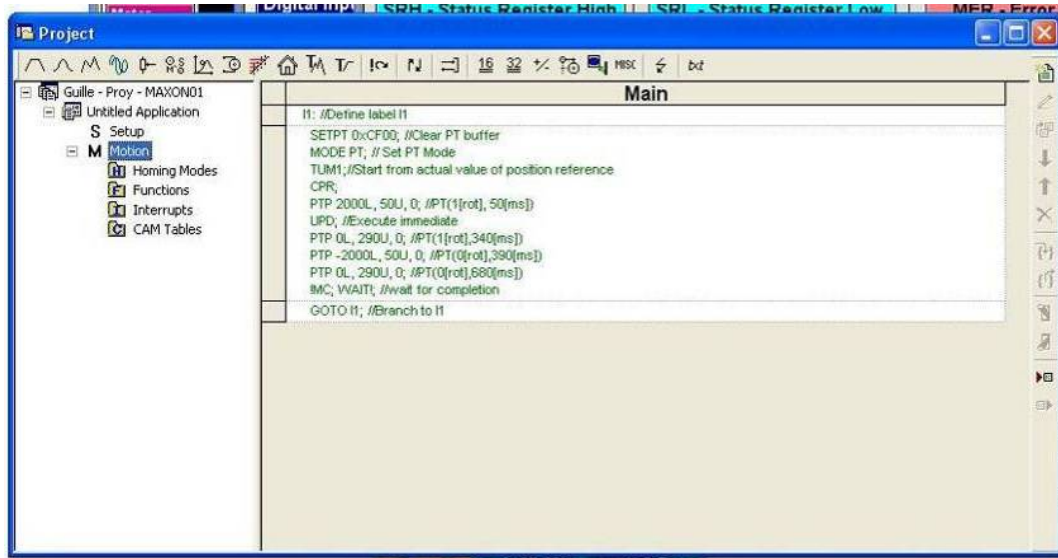 Motor
Digital Inp
SRH - Status Register High
SRL - Status Register Low
MER - Error
Project
16 32 +/- MISC txt
Guille - Proy - MAXON01
Untitled Application
S Setup
M Motion
H Homing Modes
F Functions
I Interrupts
C CAM Tables
Main
l1: //Define label l1
SETPT 0xCF00; //Clear PT buffer
MODE PT; // Set PT Mode
TUM1;//Start from actual value of position reference
CPR;
PTP 2000L, 50U, 0; //PT(1[rot], 50[ms])
UPD; //Execute immediate
PTP 0L, 290U, 0; //PT(1[rot],340[ms])
PTP -2000L, 50U, 0; //PT(0[rot],390[ms])
PTP 0L, 290U, 0; //PT(0[rot],680[ms])
!MC; WAIT!; //wait for completion
GOTO l1; //Branch to l1